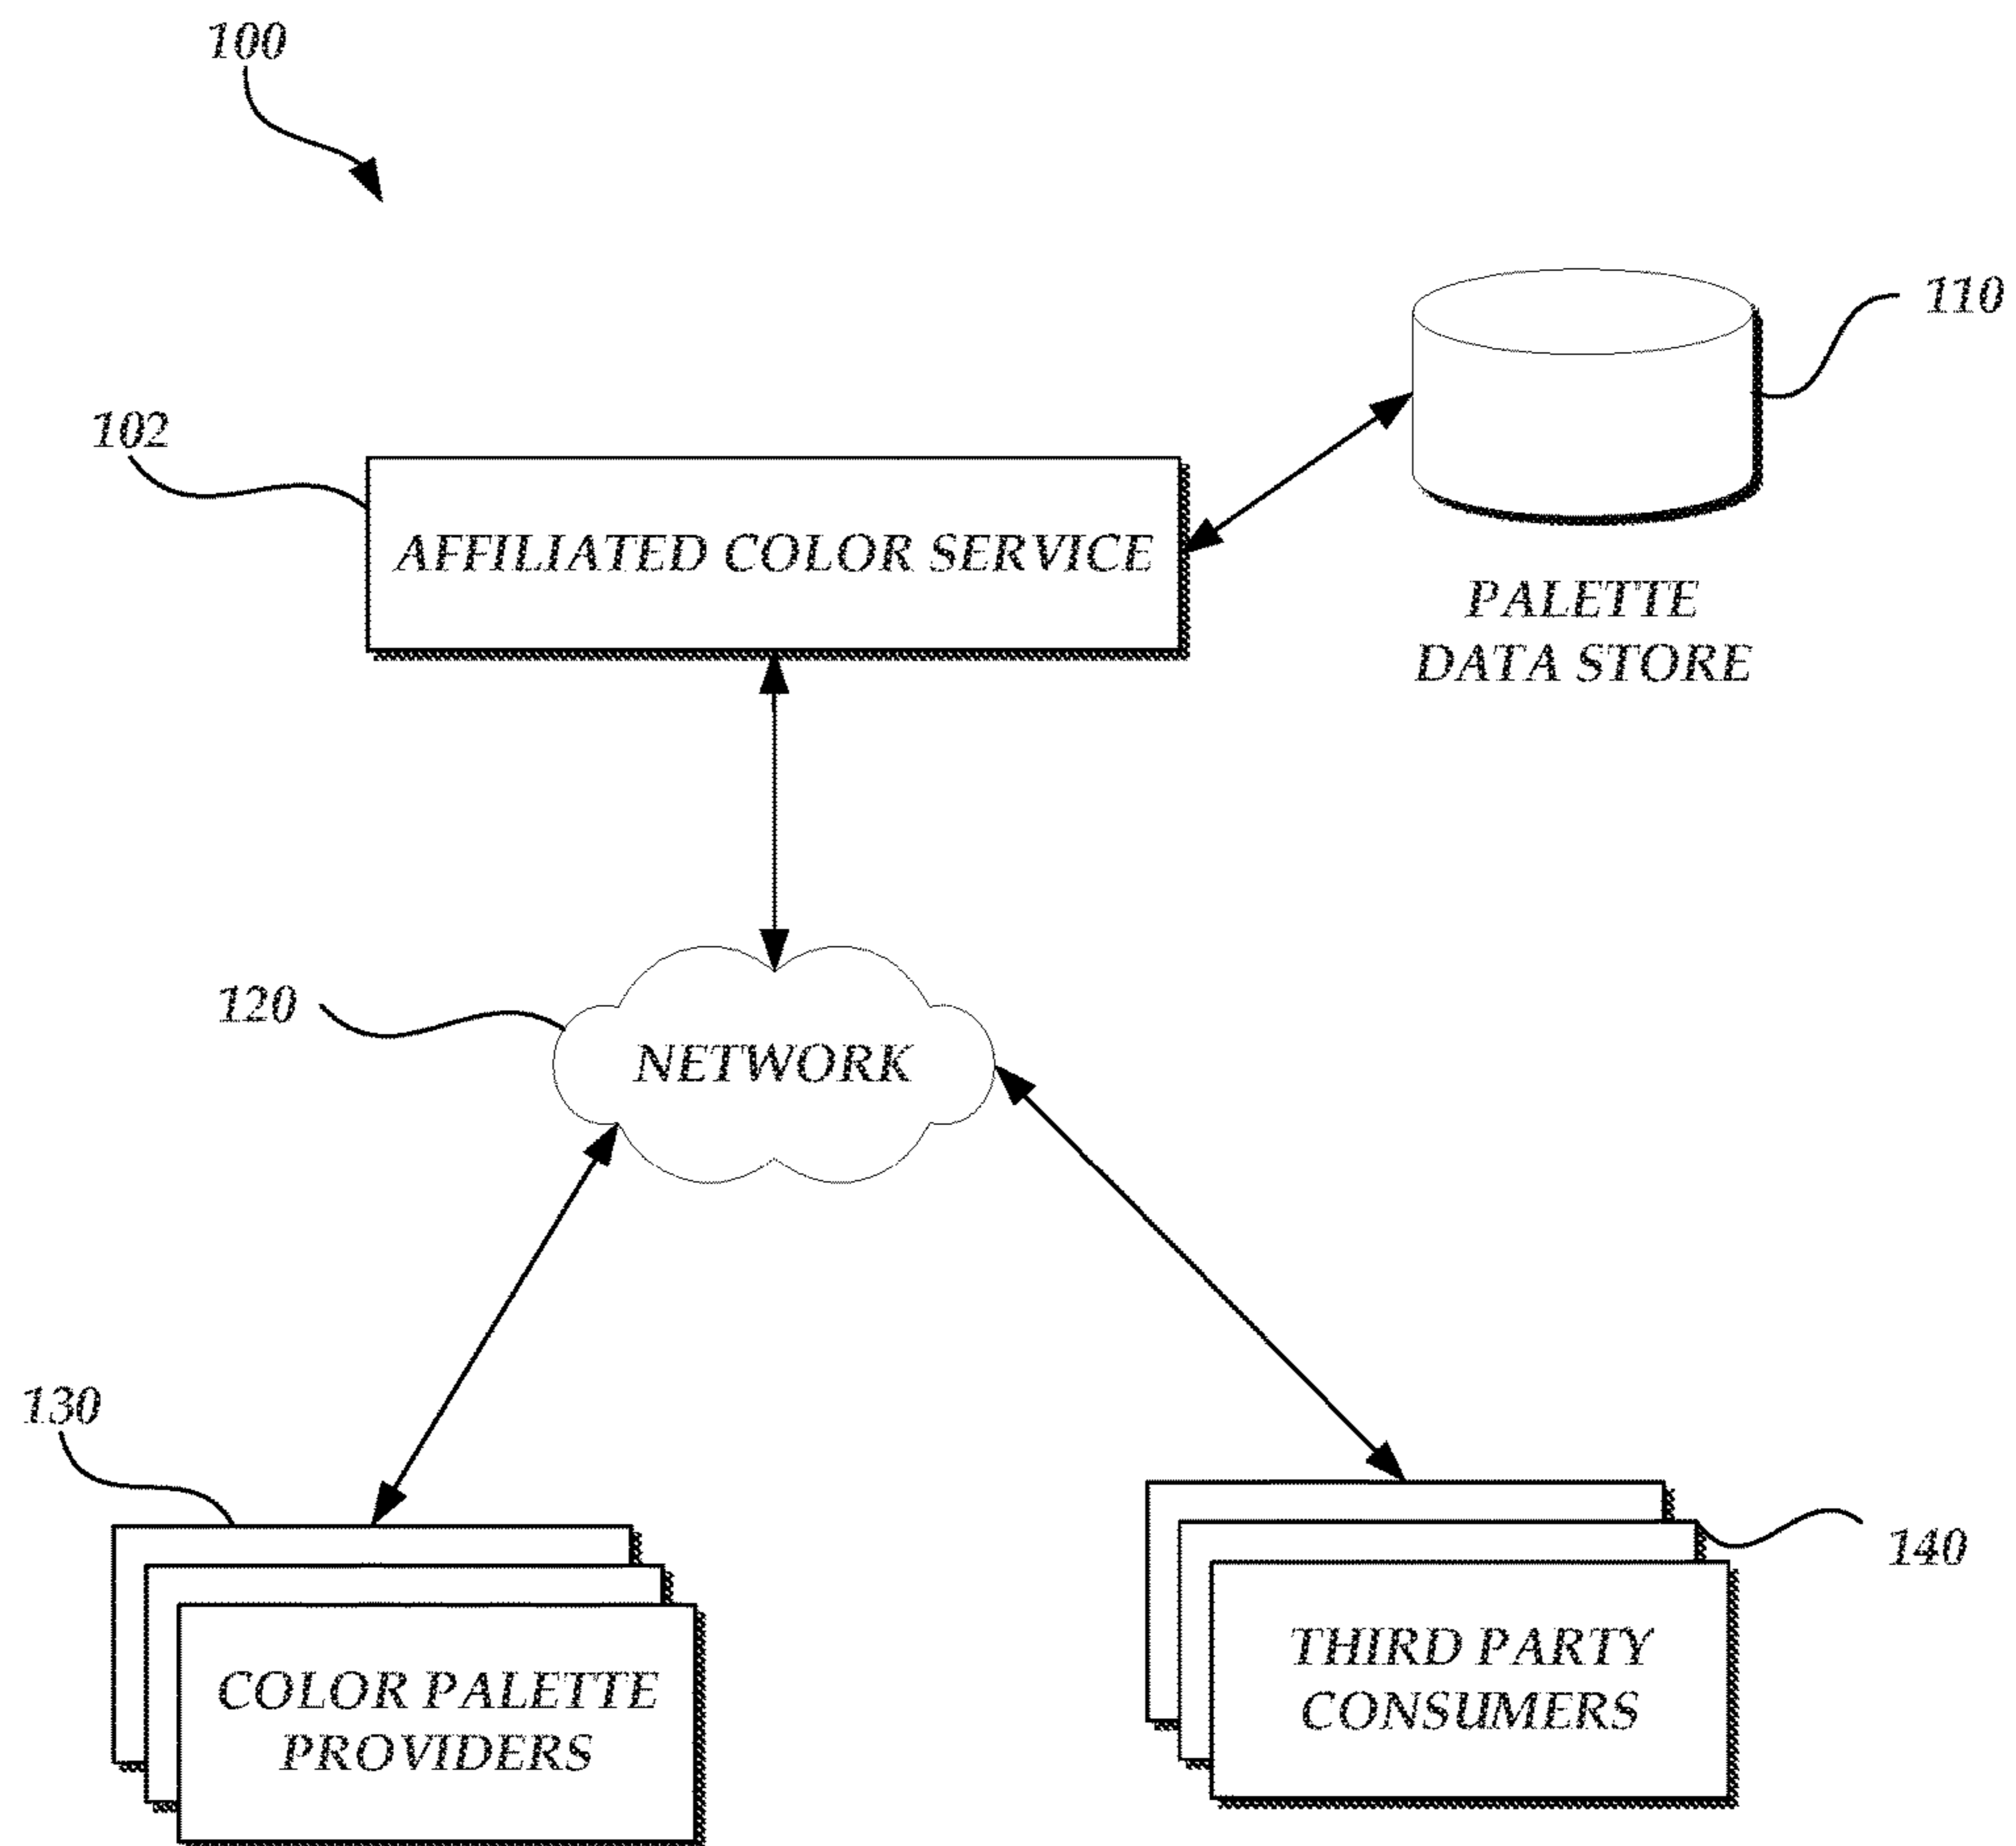 100
110
102
AFFILIATED COLOR SERVICE
PALETTE
DATA STORE
120
NETWORK
130
140
COLOR PALETTE
PROVIDERS
THIRD PARTY
CONSUMERS